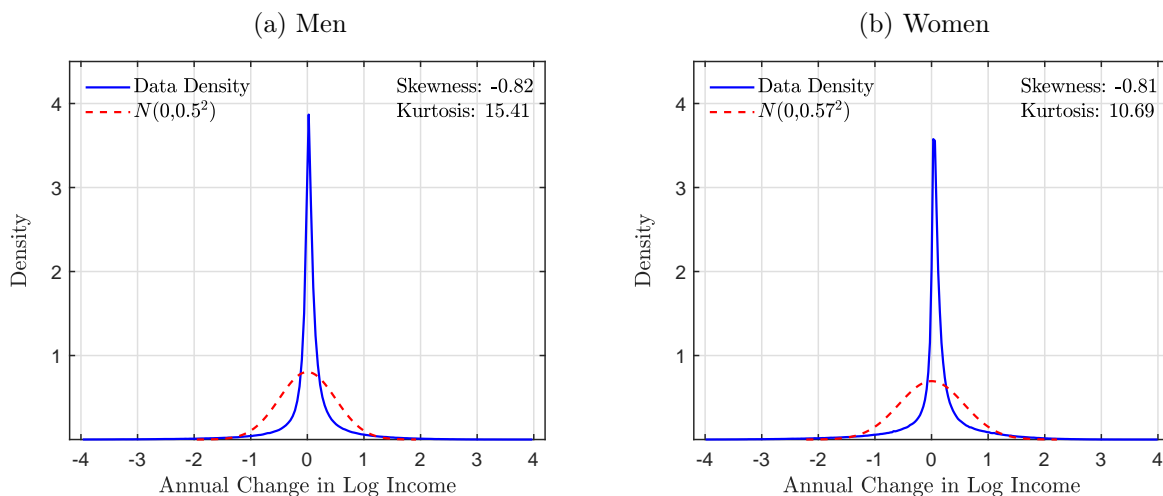 (a) Men
Data Density
N(0,0.5²)
Skewness: -0.82
Kurtosis: 15.41
4
3
2
1
Density
-4 -3 -2 -1 0 1 2 3 4
Annual Change in Log Income
(b) Women
Data Density
N(0,0.57²)
Skewness: -0.81
Kurtosis: 10.69
4
3
2
1
Density
-4 -3 -2 -1 0 1 2 3 4
Annual Change in Log Income